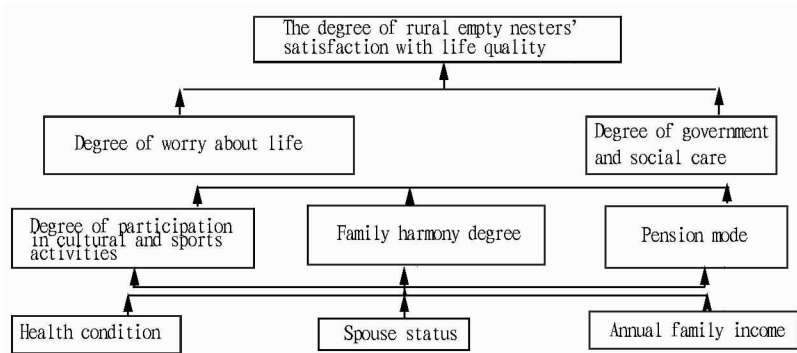 The degree of rural empty nesters'
satisfaction with life quality
Degree of worry about life
Degree of government
and social care
Degree of participation
in cultural and sports
activities
Family harmony degree
Pension mode
Health condition
Spouse status
Annual family income